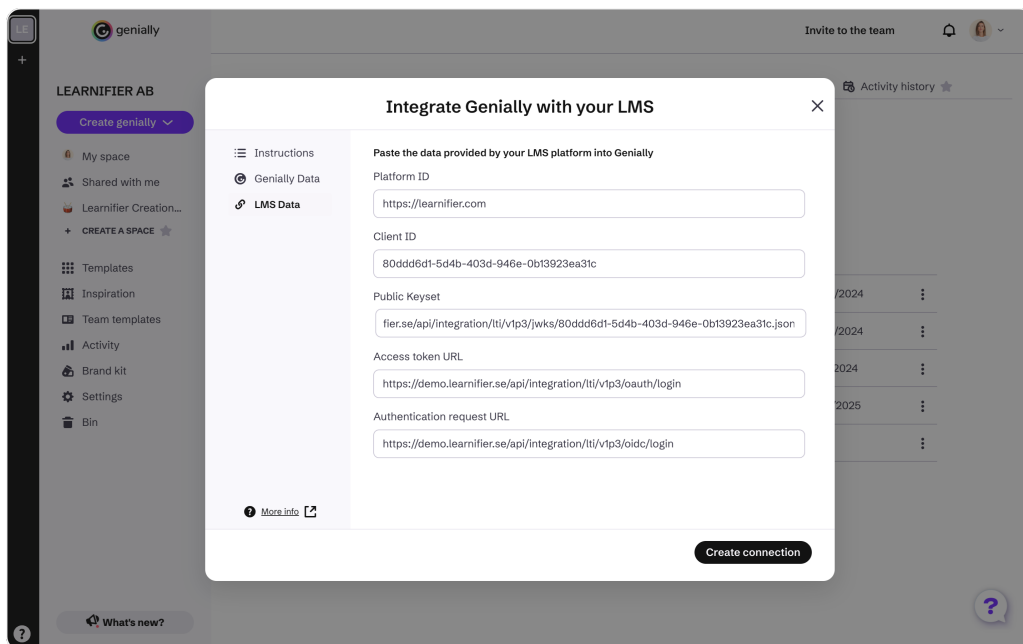 LE
genially
Invite to the team
+
LEARNIFIER AB
Activity history
Create genially
My space
Shared with me
Learnifier Creation...
+ CREATE A SPACE
Templates
Inspiration
Team templates
Activity
Brand kit
Settings
Bin
What's new?
?
Integrate Genially with your LMS
Instructions
Genially Data
LMS Data
? More info
Paste the data provided by your LMS platform into Genially
Platform ID
https://learnifier.com
Client ID
80ddd6d1-5d4b-403d-946e-0b13923ea31c
Public Keyset
fier.se/api/integration/lti/v1p3/jwks/80ddd6d1-5d4b-403d-946e-0b13923ea31c.json
Access token URL
https://demo.learnifier.se/api/integration/lti/v1p3/oauth/login
Authentication request URL
https://demo.learnifier.se/api/integration/lti/v1p3/oidc/login
Create connection
/2024
/2024
2024
/2025
?